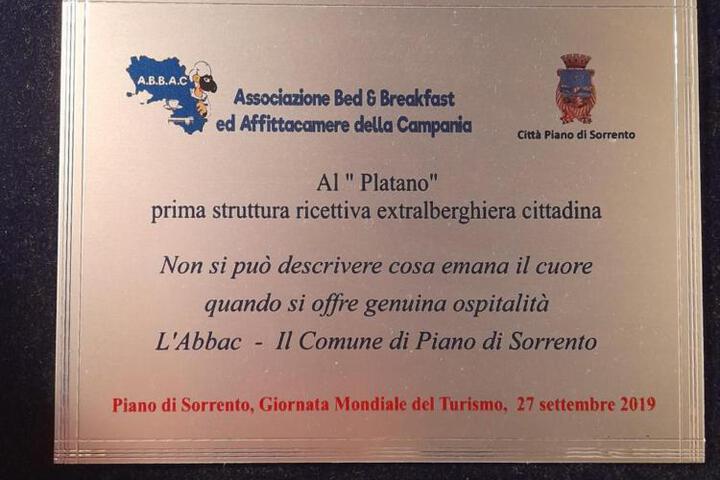 A.B.B.A.C
Associazione Bed & Breakfast
ed Affittacamere della Campania
Città Piano di Sorrento
Al " Platano"
prima struttura ricettiva extralberghiera cittadina
Non si può descrivere cosa emana il cuore
quando si offre genuina ospitalità
L'Abbac - Il Comune di Piano di Sorrento
Piano di Sorrento, Giornata Mondiale del Turismo, 27 settembre 2019